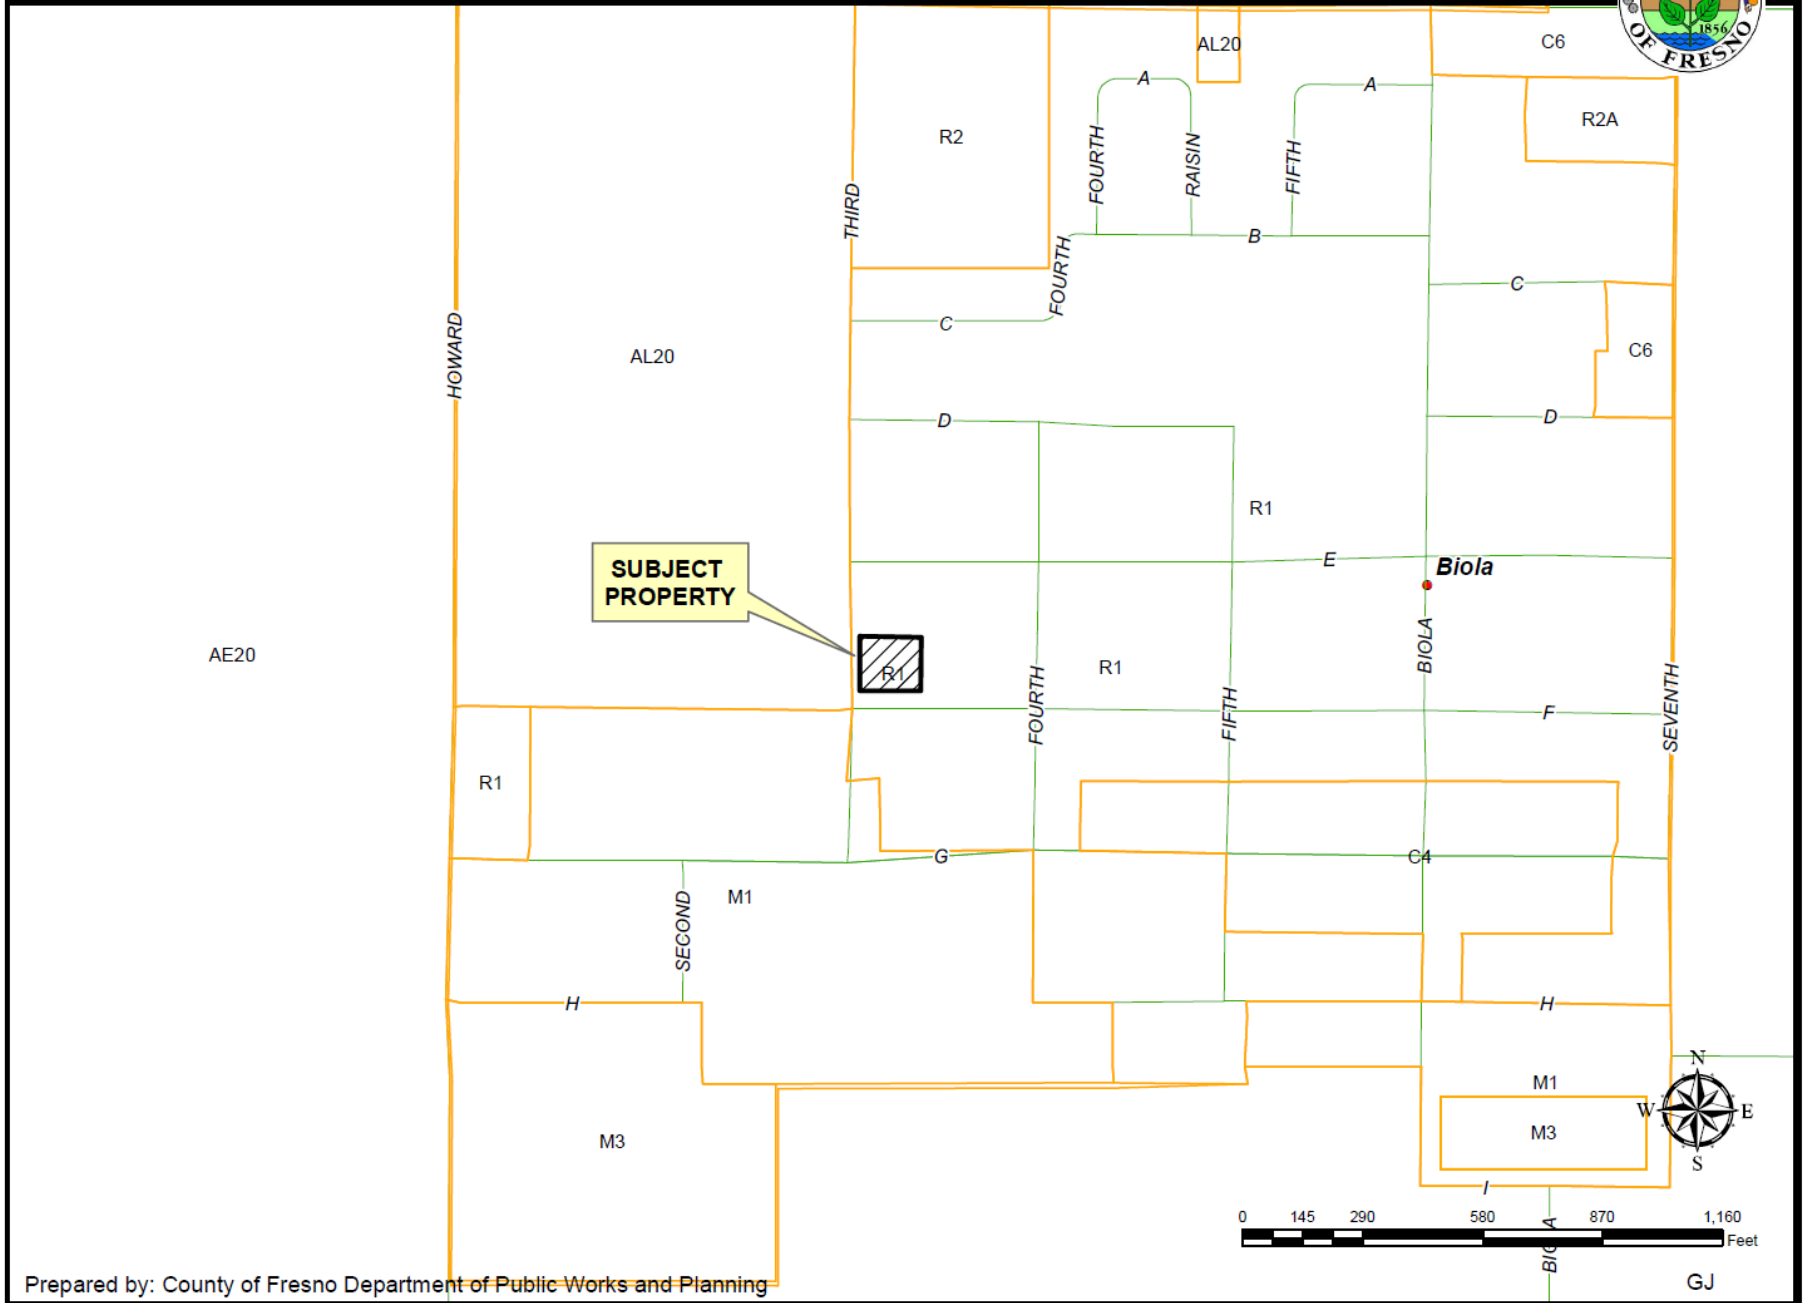 1856
OF FRESNO
AL20
C6
A
A
R2A
R2
FOURTH
RAISIN
FIFTH
THIRD
B
FOURTH
C
C
HOWARD
AL20
C6
D
D
R1
E
Biola
SUBJECT
PROPERTY
BIOLA
AE20
R1
R1
FOURTH
FIFTH
SEVENTH
F
R1
G
C4
M1
SECOND
H
H
N
M1
W
E
M3
M3
S
I
0 145 290 580 870 1,160
Feet
Prepared by: County of Fresno Department of Public Works and Planning
GJ